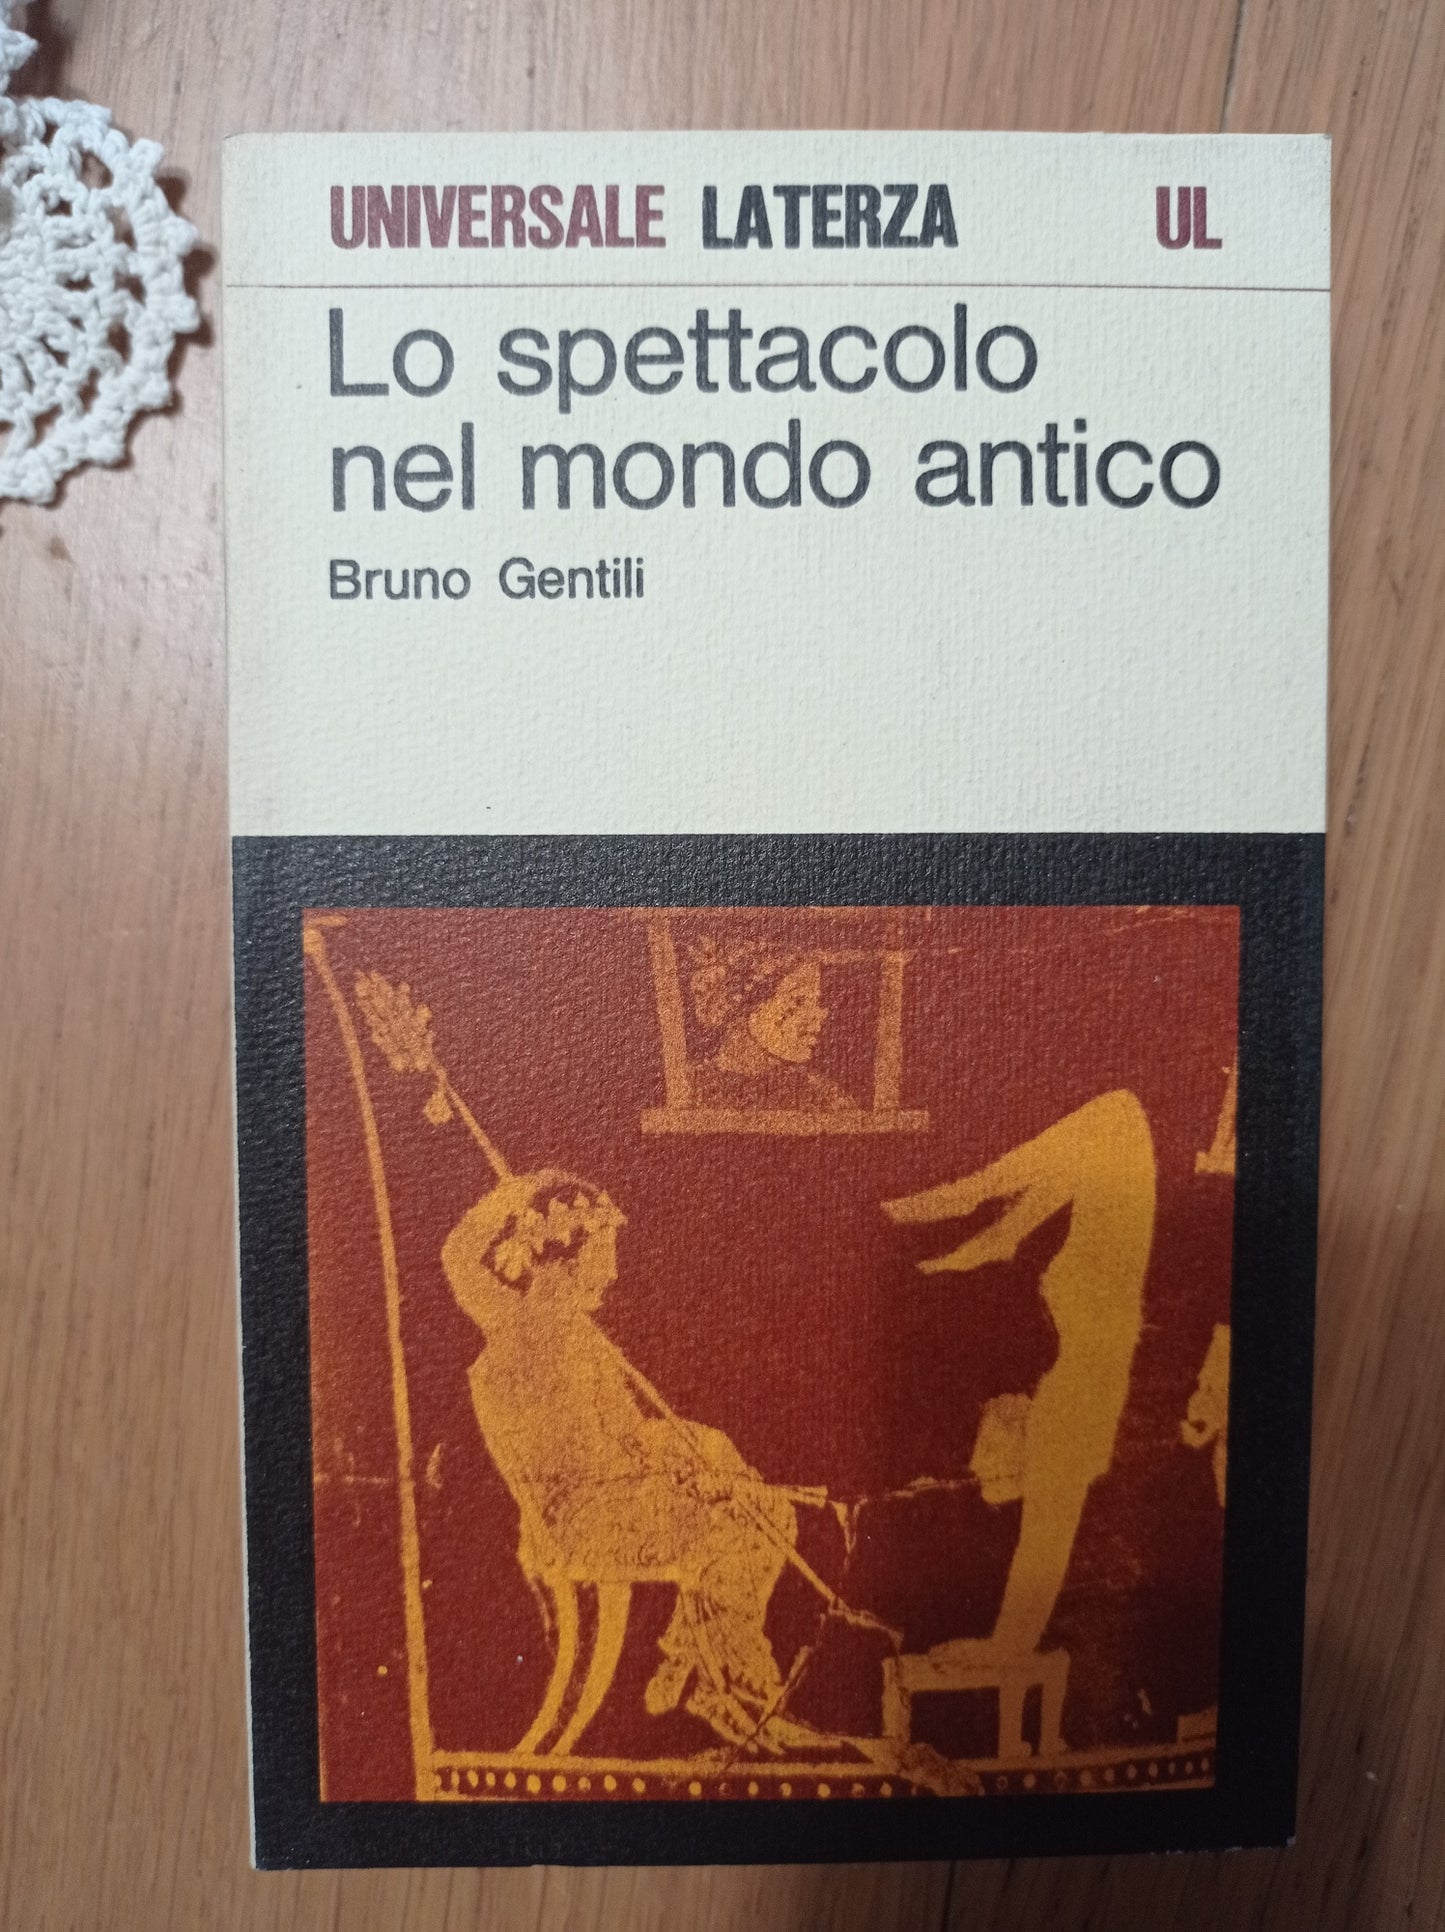 UNIVERSALE LATERZA UL
Lo spettacolo
nel mondo antico
Bruno Gentili